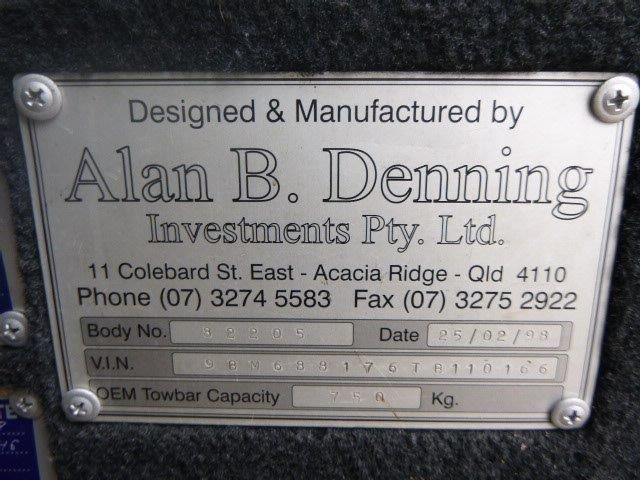 Designed & Manufactured by
Alan B. Denning
Investments Pty. Ltd.
11 Colebard St. East - Acacia Ridge - Qld 4110
Phone (07) 3274 5583 Fax (07) 3275 2922
Body No. 82205 Date 25/02/98
V.I.N. 9BM688176TB110166
OEM Towbar Capacity 750 Kg.